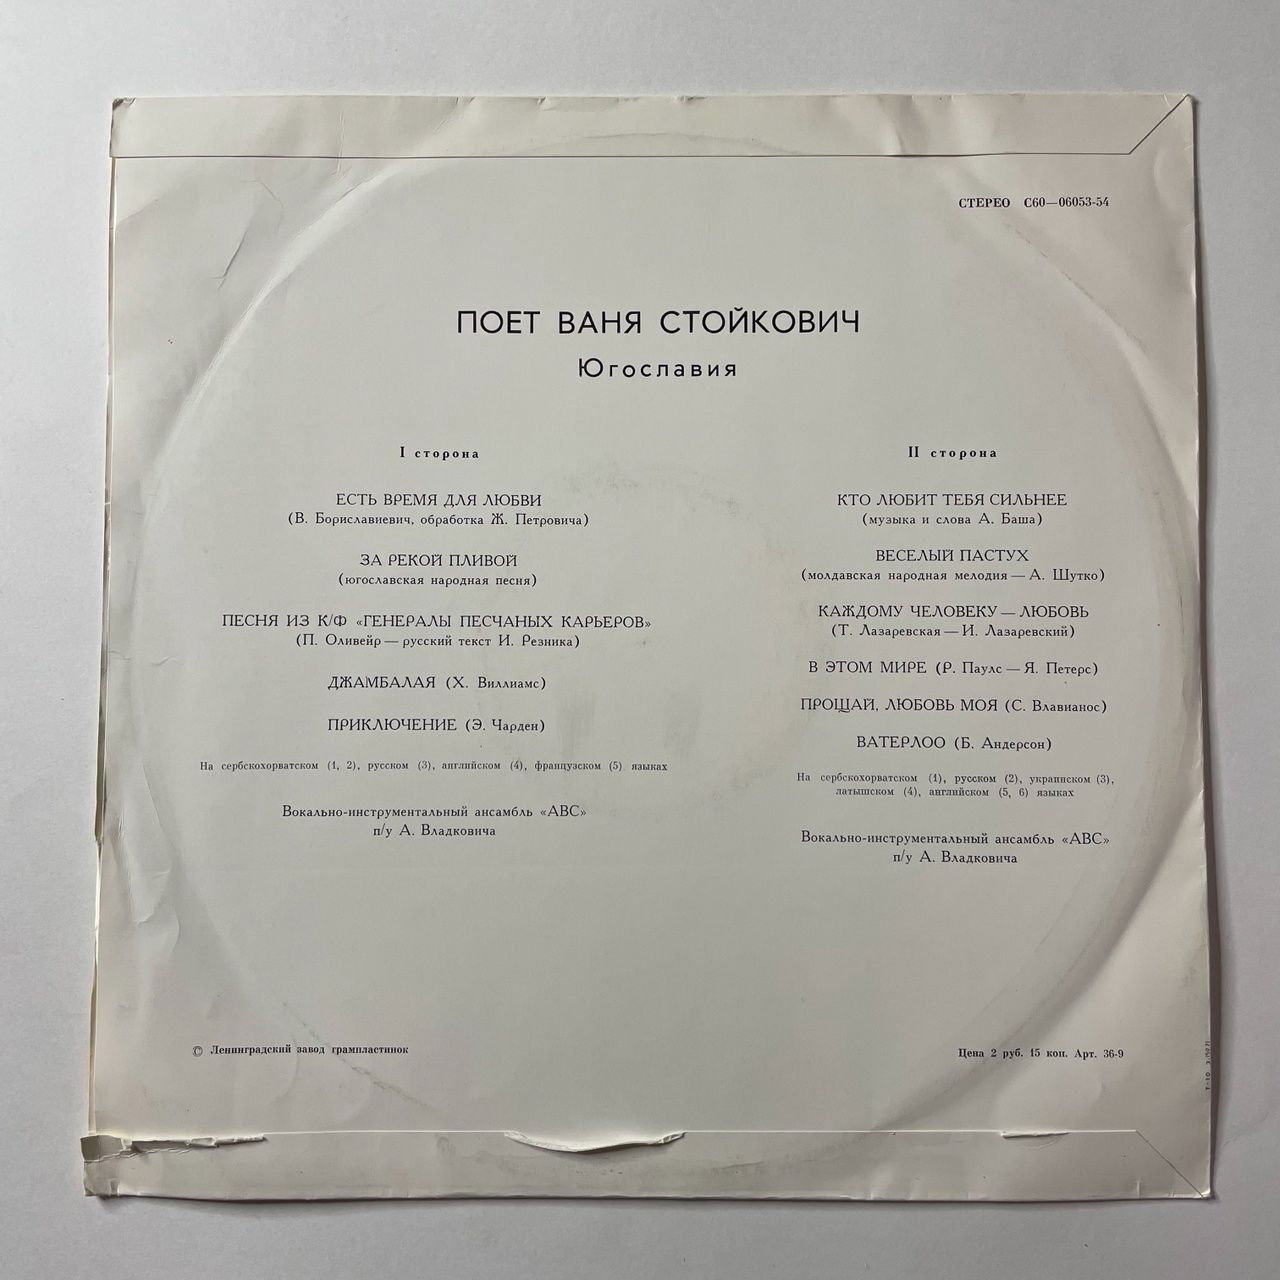 СТЕРЕО С60—06053-54
ПОЕТ ВАНЯ СТОЙКОВИЧ
Югославия
I сторона
ЕСТЬ ВРЕМЯ ДЛЯ ЛЮБВИ
(В. Бориславиевич, обработка Ж. Петровича)
ЗА РЕКОЙ ПЛИВОЙ
(югославская народная песня)
ПЕСНЯ ИЗ К/Ф «ГЕНЕРАЛЫ ПЕСЧАНЫХ КАРЬЕРОВ»
(П. Оливейр — русский текст И. Резника)
ДЖАМБАЛАЯ (Х. Виллиамс)
ПРИКЛЮЧЕНИЕ (Э. Чарден)
На сербскохорватском (1, 2), русском (3), английском (4), французском (5) языках
Вокально-инструментальный ансамбль «АВС»
п/у А. Владковича
II сторона
КТО ЛЮБИТ ТЕБЯ СИЛЬНЕЕ
(музыка и слова А. Баша)
ВЕСЕЛЫЙ ПАСТУХ
(молдавская народная мелодия — А. Шутко)
КАЖДОМУ ЧЕЛОВЕКУ — ЛЮБОВЬ
(Т. Лазаревская — И. Лазаревский)
В ЭТОМ МИРЕ (Р. Паулс — Я. Петерс)
ПРОЩАЙ, ЛЮБОВЬ МОЯ (С. Влавианос)
ВАТЕРЛОО (Б. Андерсон)
На сербскохорватском (1), русском (2), украинском (3),
латышском (4), английском (5, 6) языках
Вокально-инструментальный ансамбль «АВС»
п/у А. Владковича
© Ленинградский завод грампластинок
Цена 2 руб. 15 коп. Арт. 36-9